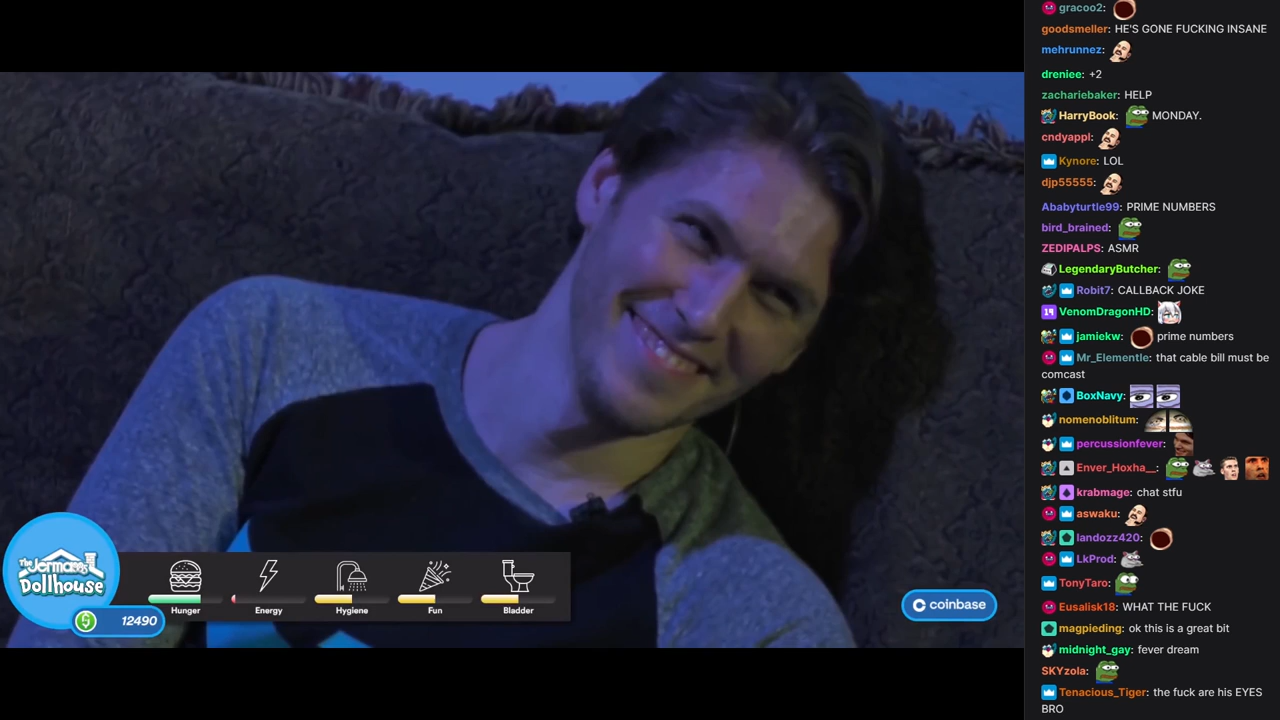 The Jerma985
Dollhouse
12490
Hunger
Energy
Hygiene
Fun
Bladder
coinbase
gracoo2:
goodsmeller: HE'S GONE FUCKING INSANE
mehrunnez:
dreniee: +2
zachariebaker: HELP
HarryBook: MONDAY.
cndyappl:
Kynore: LOL
djp55555:
Ababyturtle99: PRIME NUMBERS
bird_brained:
ZEDIPALPS: ASMR
LegendaryButcher:
Robit7: CALLBACK JOKE
VenomDragonHD:
jamiekw: prime numbers
Mr_Elementle: that cable bill must be
comcast
BoxNavy:
nomenoblitum:
percussionfever:
Enver_Hoxha__:
krabmage: chat stfu
aswaku:
landozz420:
LkProd:
TonyTaro:
Eusalisk18: WHAT THE FUCK
magpieding: ok this is a great bit
midnight_gay: fever dream
SKYzola:
Tenacious_Tiger: the fuck are his EYES
BRO